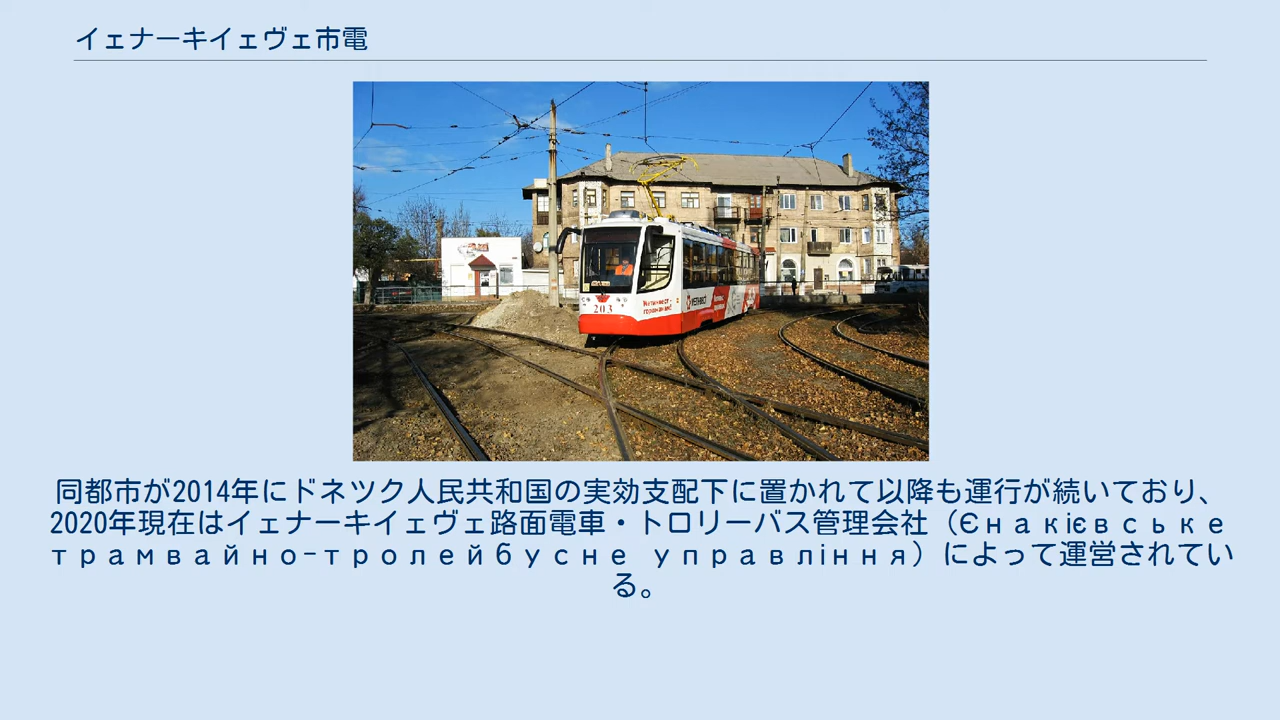 イェナーキイェヴェ市電
203
同都市が2014年にドネツク人民共和国の実効支配下に置かれて以降も運行が続いており、
2020年現在はイェナーキイェヴェ路面電車・トロリーバス管理会社（Єнакієвське
трамвайно-тролейбусне управління）によって運営されてい
る。